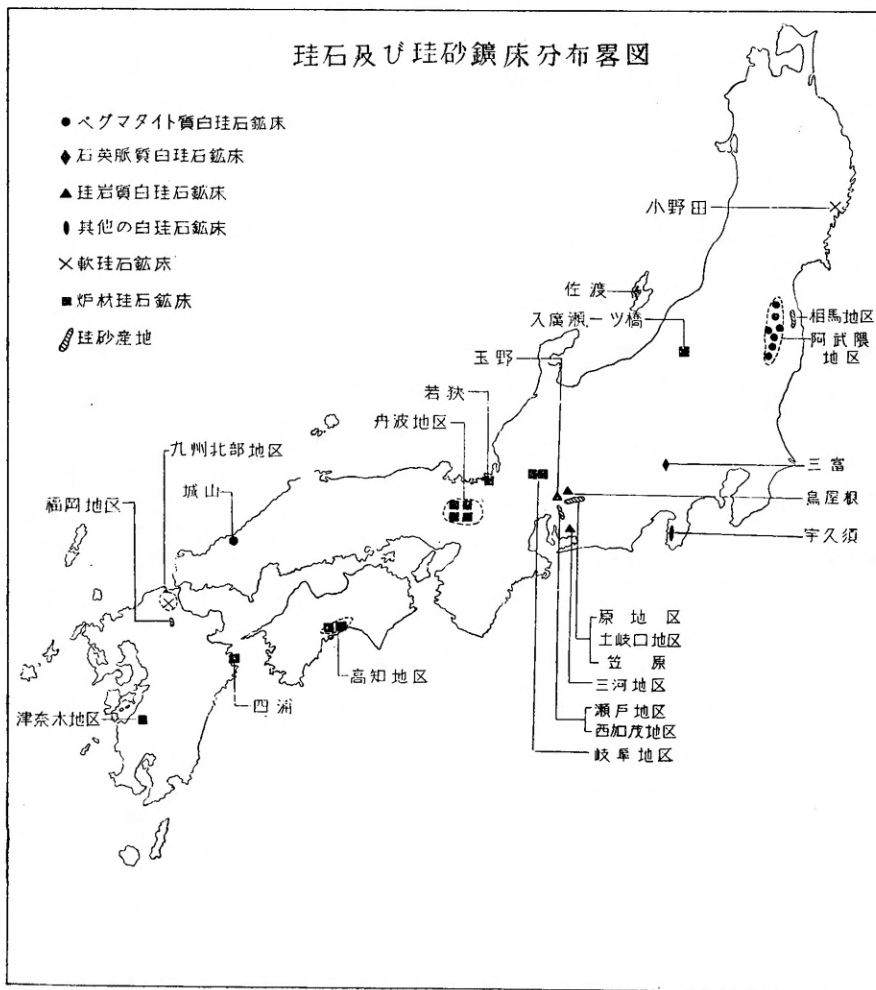 珪石及び珪砂鑛床分布畧図
ペグマタイト質白珪石鉱床
石英脈質白珪石鉱床
珪岩質白珪石鉱床
其他の白珪石鉱床
軟珪石鉱床
炉材珪石鉱床
珪砂産地
小野田
佐渡
入廣瀬一ツ橋
相馬地区
阿武隈
地区
玉野
若狭
丹波地区
九州北部地区
城山
福岡地区
三富
鳥屋根
宇久須
原地区
土岐口地区
笠原
三河地区
瀬戸地区
西加茂地区
岐阜地区
高知地区
四浦
津奈木地区